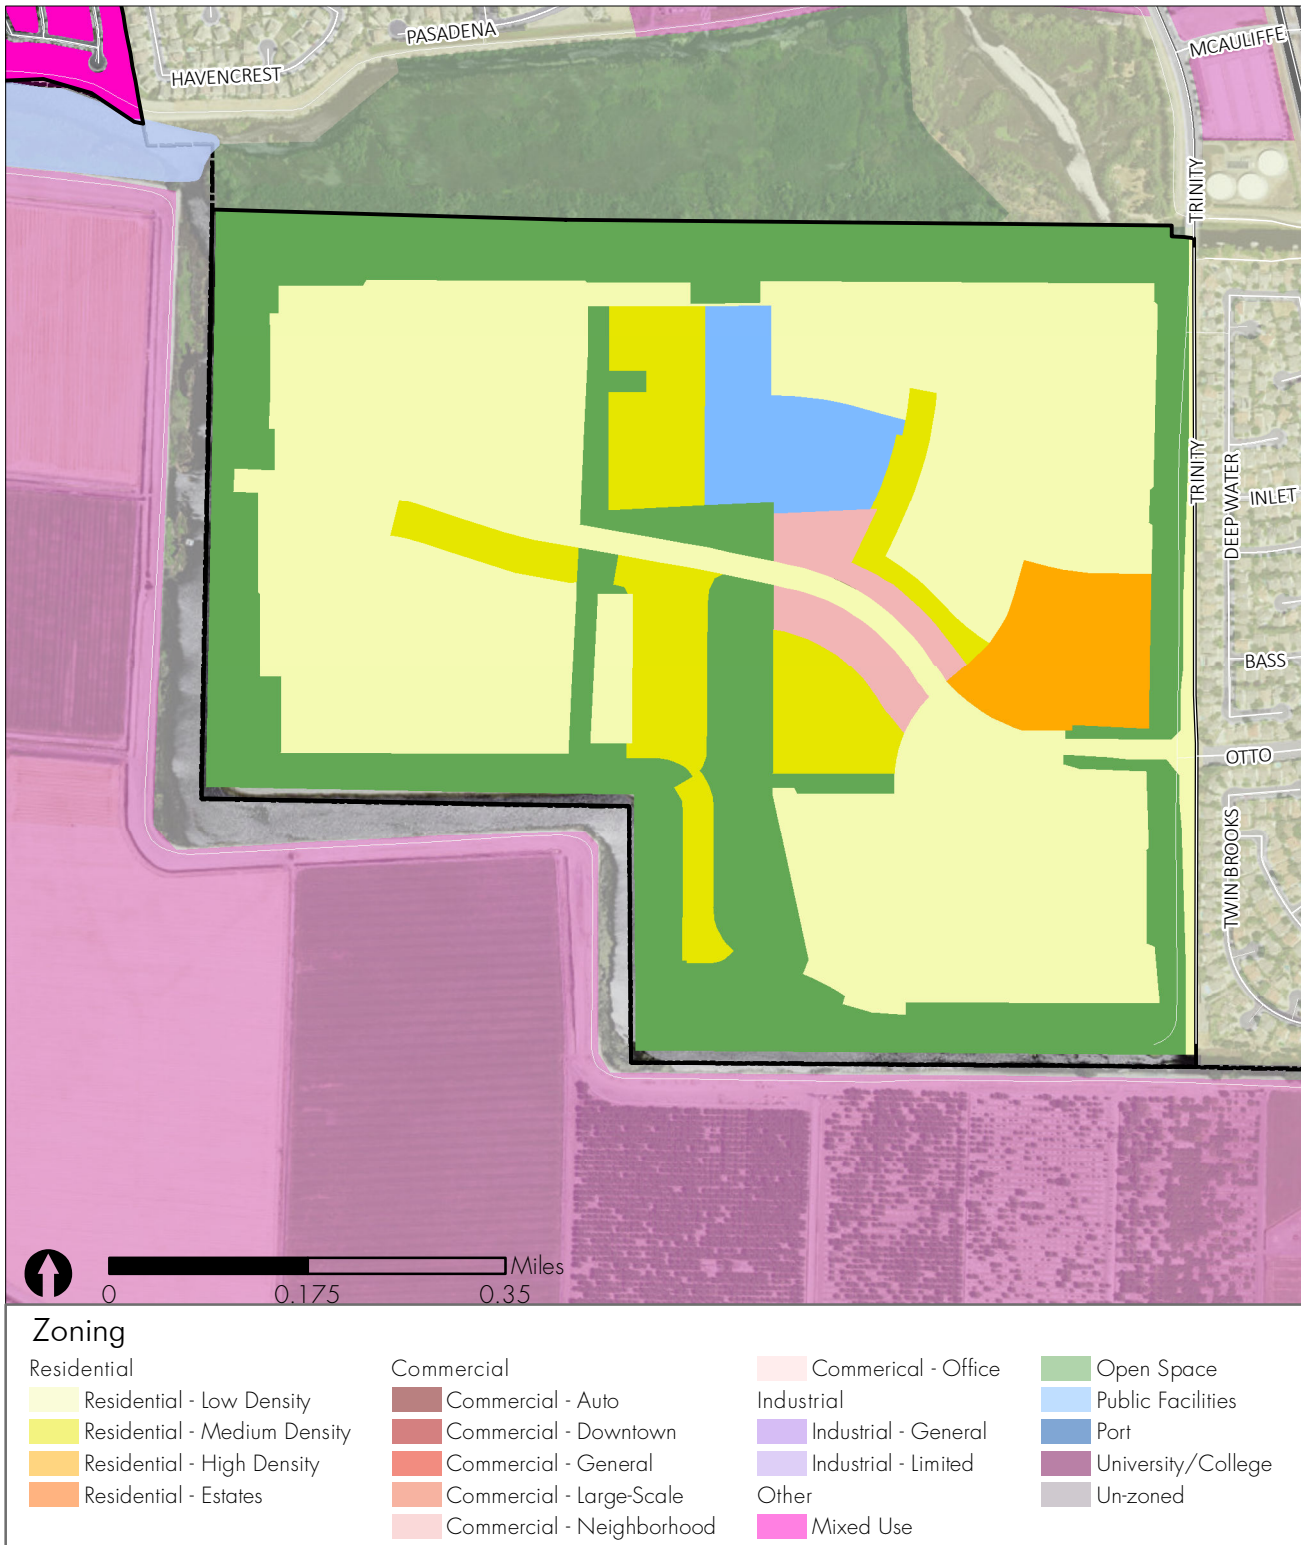 PASADENA
MCAULIFFE
HAVENCREST
TRINITY
TRINITY
DEEP WATER
INLET
BASS
OTTO
TWIN BROOKS
Miles
0
0.175
0.35
Zoning
Residential
Residential - Low Density
Residential - Medium Density
Residential - High Density
Residential - Estates
Commercial
Commercial - Auto
Commercial - Downtown
Commercial - General
Commercial - Large-Scale
Commercial - Neighborhood
Commerical - Office
Industrial
Industrial - General
Industrial - Limited
Other
Mixed Use
Open Space
Public Facilities
Port
University/College
Un-zoned